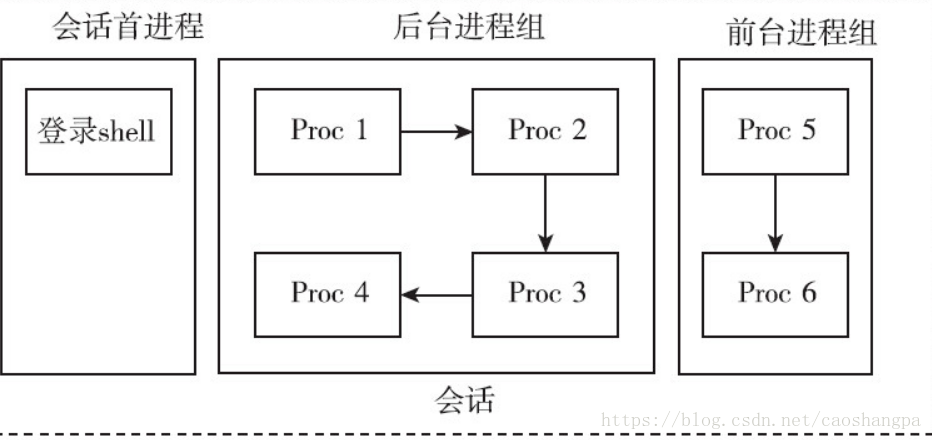 会话首进程
后台进程组
前台进程组
登录shell
Proc 1
Proc 2
Proc 5
Proc 4
Proc 3
Proc 6
会话
https://blog.csdn.net/caoshangpa